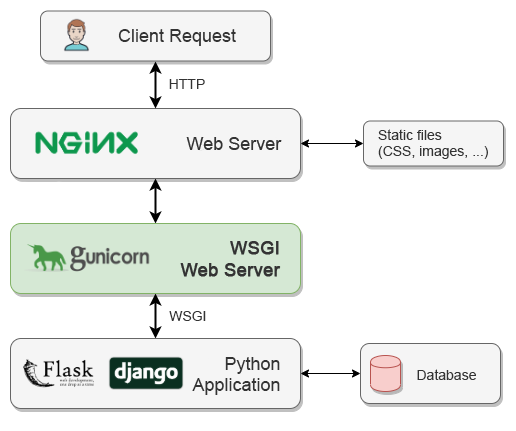 Client Request
HTTP
NGINX
Web Server
Static files
(CSS, images, ...)
gunicorn
WSGI
Web Server
WSGI
Flask
web development,
one drop at a time
django
Python
Application
Database